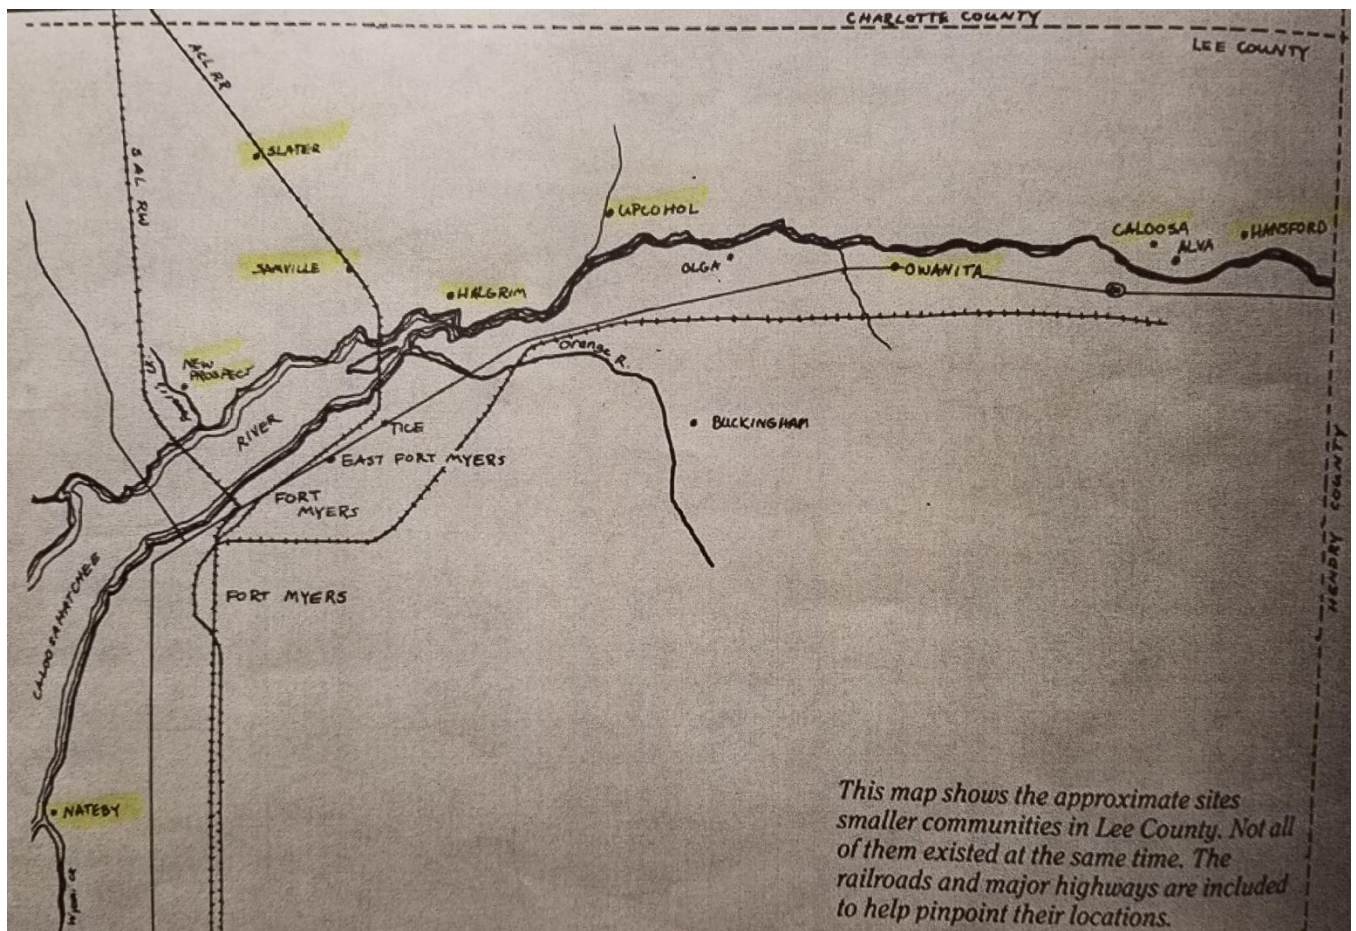 CHARLOTTE COUNTY
LEE COUNTY
ACL RR
SAL RW
SLATER
UPCOHOL
CALOOSA
ALVA
HANSFORD
SAMVILLE
OLGA
OWANITA
HALGRIM
NEW
PROSPECT
Orange R.
RIVER
TICE
BUCKINGHAM
EAST FORT MYERS
FORT
MYERS
CALOOSAHATCHEE
FORT MYERS
HENDRY COUNTY
NATEBY
This map shows the approximate sites
smaller communities in Lee County. Not all
of them existed at the same time. The
railroads and major highways are included
to help pinpoint their locations.